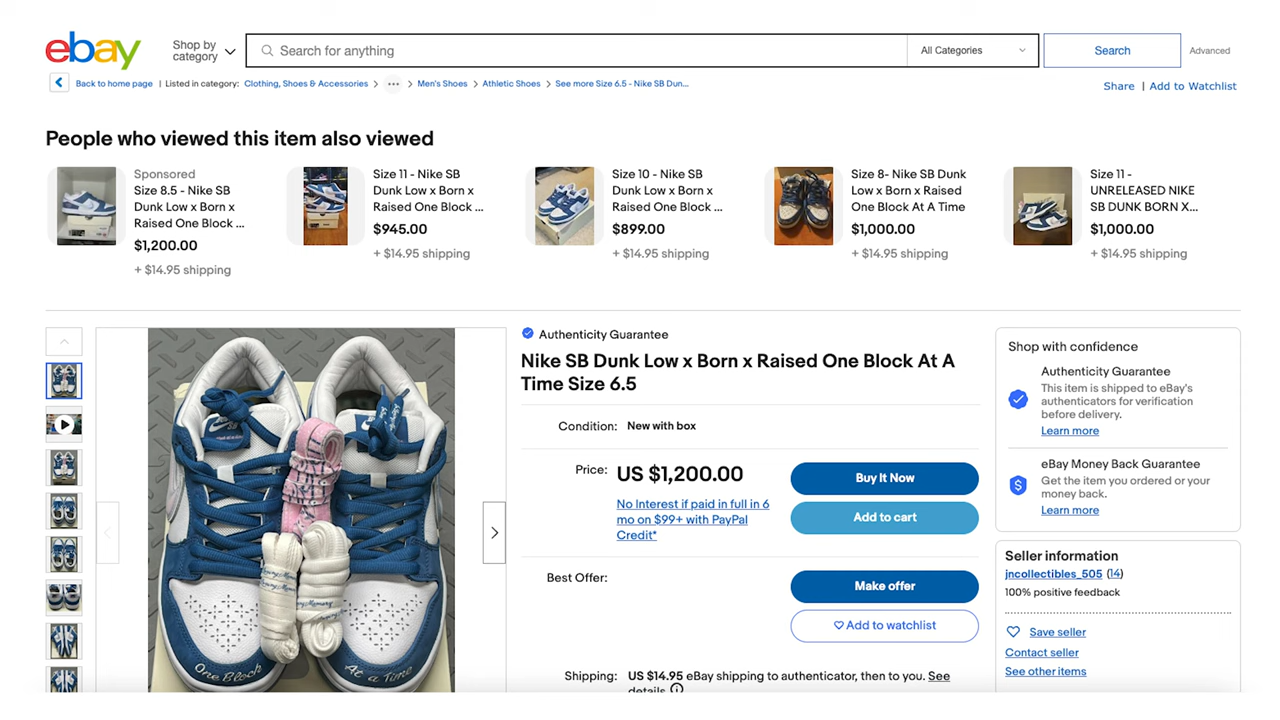 ebay
Shop by
category
Search for anything
All Categories
Search
Advanced
Back to home page | Listed in category: Clothing, Shoes & Accessories > ... > Men's Shoes > Athletic Shoes > See more Size 6.5 - Nike SB Dun...
Share | Add to Watchlist
People who viewed this item also viewed
Sponsored
Size 8.5 - Nike SB
Dunk Low x Born x
Raised One Block ...
$1,200.00
+ $14.95 shipping
Size 11 - Nike SB
Dunk Low x Born x
Raised One Block ...
$945.00
+ $14.95 shipping
Size 10 - Nike SB
Dunk Low x Born x
Raised One Block ...
$899.00
+ $14.95 shipping
Size 8- Nike SB Dunk
Low x Born x Raised
One Block At A Time
$1,000.00
+ $14.95 shipping
Size 11 -
UNRELEASED NIKE
SB DUNK BORN X...
$1,000.00
+ $14.95 shipping
One Block
At a Time
Authenticity Guarantee
Nike SB Dunk Low x Born x Raised One Block At A
Time Size 6.5
Condition: New with box
Price: US $1,200.00
No Interest if paid in full in 6
mo on $99+ with PayPal
Credit*
Buy It Now
Add to cart
Best Offer:
Make offer
Add to watchlist
Shipping: US $14.95 eBay shipping to authenticator, then to you. See
details
Shop with confidence
Authenticity Guarantee
This item is shipped to eBay's
authenticators for verification
before delivery.
Learn more
eBay Money Back Guarantee
Get the item you ordered or your
money back.
Learn more
Seller information
jncollectibles_505 (14)
100% positive feedback
Save seller
Contact seller
See other items